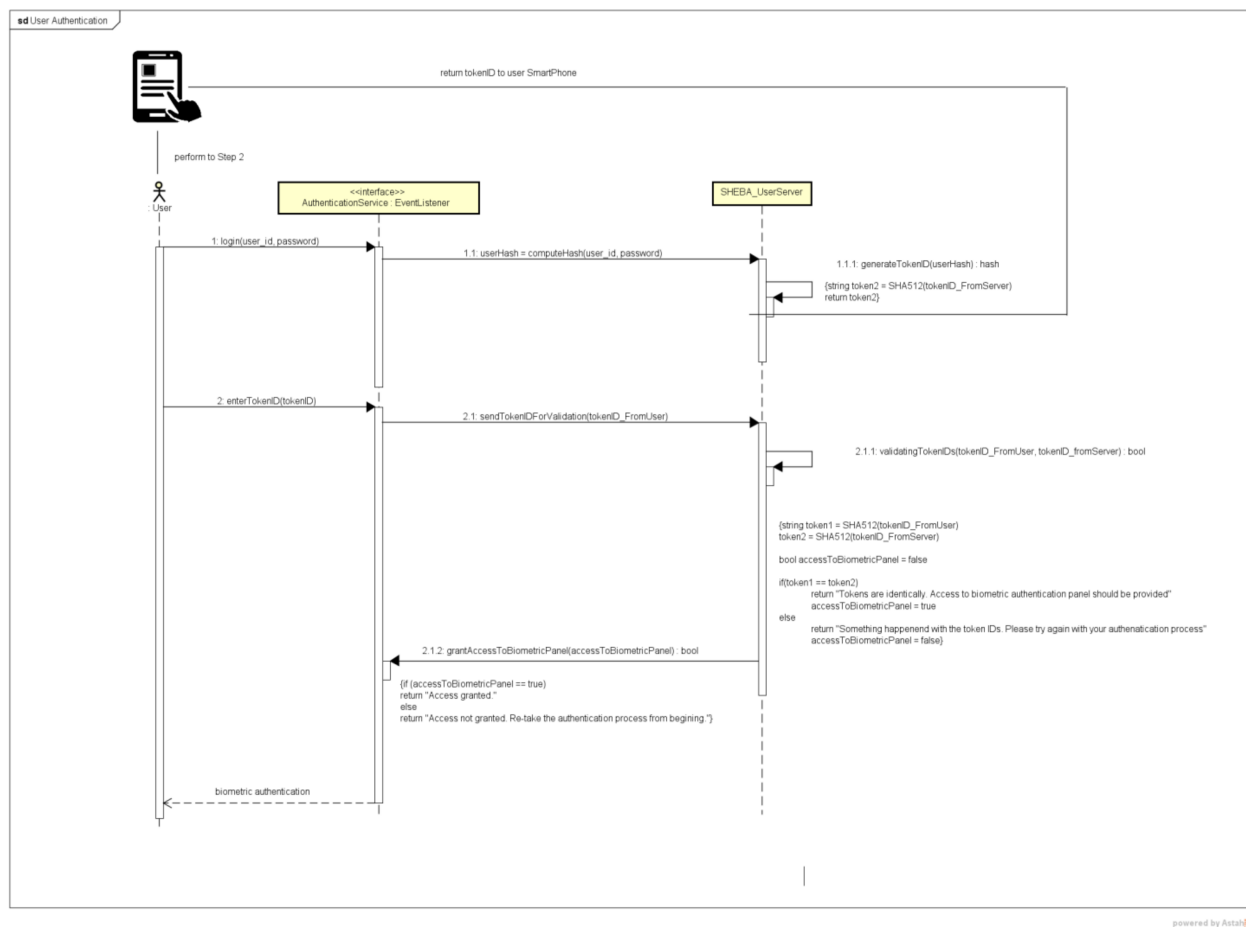 sd User Authentication
return tokenID to user SmartPhone
perform to Step 2
: User
<<interface>>
AuthenticationService : EventListener
SHEBA_UserServer
1: login(user_id, password)
1.1: userHash = computeHash(user_id, password)
1.1.1: generateTokenID(userHash) : hash
{string token2 = SHA512(tokenID_FromServer)
return token2}
2: enterTokenID(tokenID)
2.1: sendTokenIDForValidation(tokenID_FromUser)
2.1.1: validatingTokenIDs(tokenID_FromUser, tokenID_fromServer) : bool
{string token1 = SHA512(tokenID_FromUser)
token2 = SHA512(tokenID_FromServer)
bool accessToBiometricPanel = false
if(token1 == token2)
return "Tokens are identically. Access to biometric authentication panel should be provided"
accessToBiometricPanel = true
else
return "Something happenend with the token IDs. Please try again with your authenatication process"
accessToBiometricPanel = false}
2.1.2: grantAccessToBiometricPanel(accessToBiometricPanel) : bool
{if (accessToBiometricPanel == true)
return "Access granted."
else
return "Access not granted. Re-take the authentication process from begining."}
biometric authentication
powered by Astah